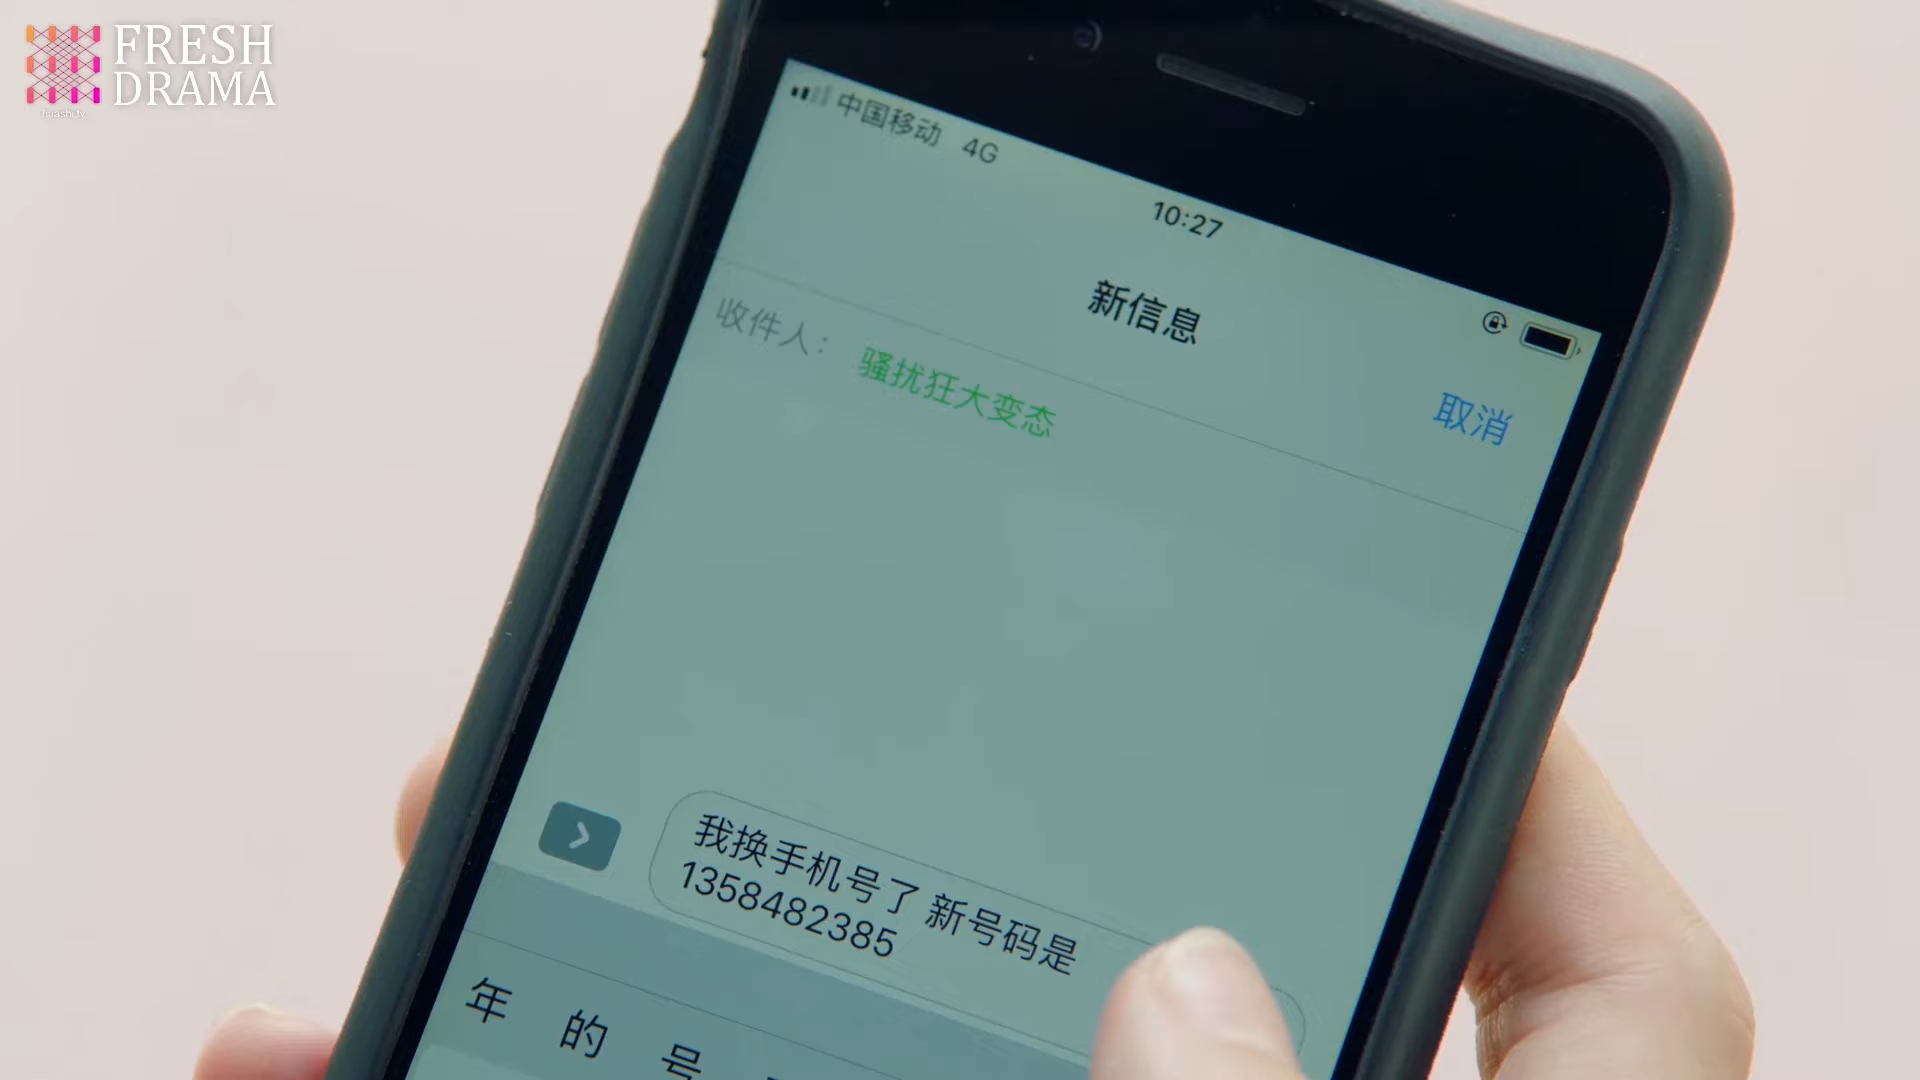 FRESH
DRAMA
中国移动 4G
10:27
新信息
取消
收件人： 骚扰狂大变态
我换手机号了 新号码是
1358482385
年 的 号